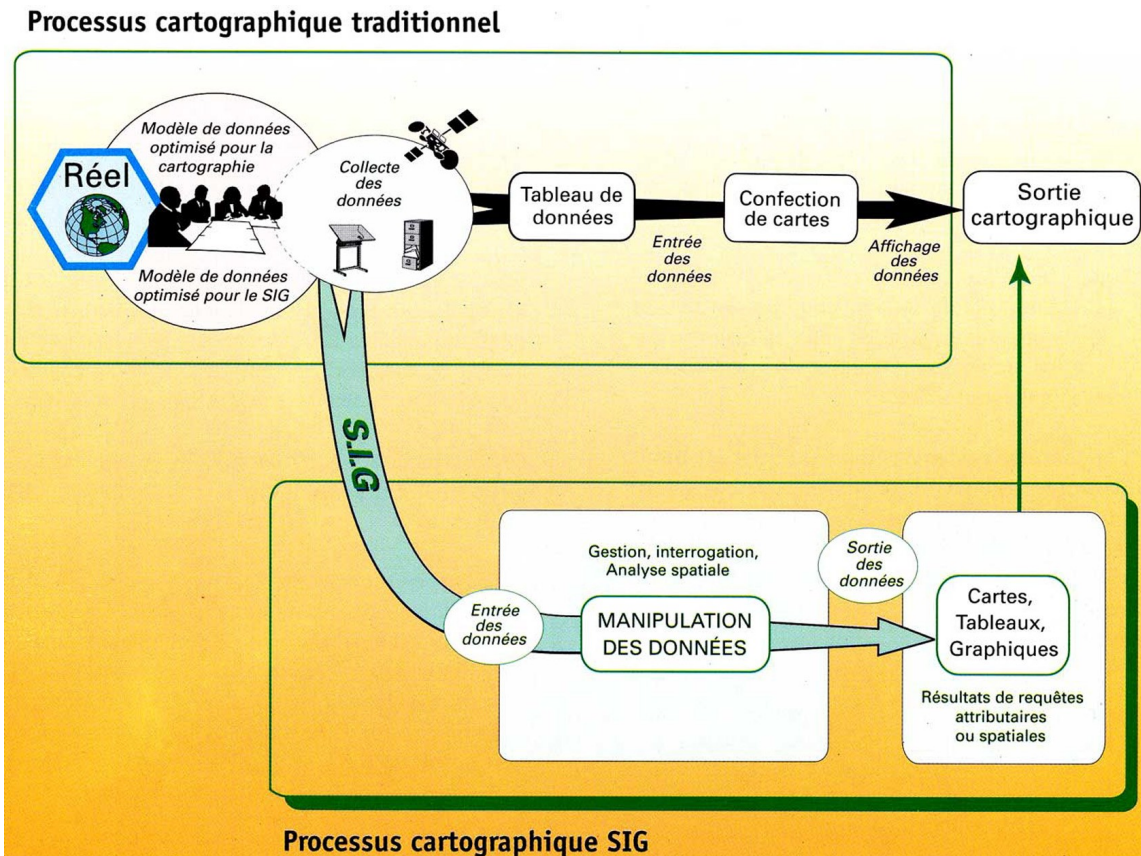 Processus cartographique traditionnel
Modèle de données
optimisé pour la
cartographie
Réel
Modèle de données
optimisé pour le SIG
Collecte
des
données
Tableau de
données
Entrée
des
données
Confection
de cartes
Affichage
des
données
Sortie
cartographique
S.I.G
Entrée
des
données
Gestion, interrogation,
Analyse spatiale
MANIPULATION
DES DONNÉES
Sortie
des
données
Cartes,
Tableaux,
Graphiques
Résultats de requêtes
attributaires
ou spatiales
Processus cartographique SIG